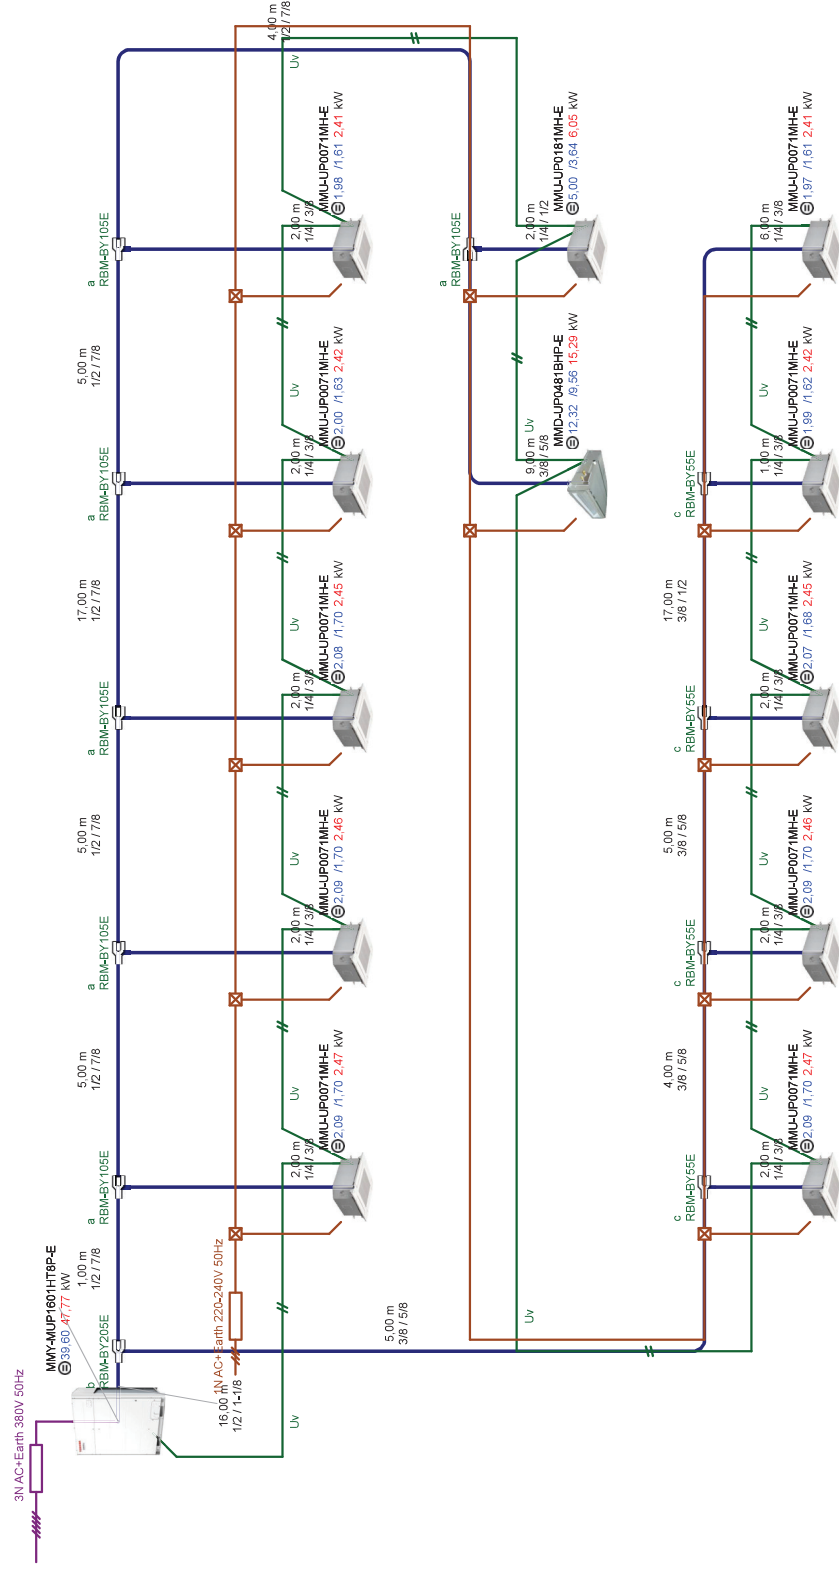 3N AC+Earth 380V 50Hz
MMY-MUP1601HT8P-E
39,60 47,77 kW
b
RBM-BY205E
16,00 m
1/2 / 1-1/8
1N AC+Earth 220-240V 50Hz
Uv
1,00 m
1/2 / 7/8
a
RBM-BY105E
2,00 m
1/4 / 3/8
MMU-UP0071MH-E
2,09 /1,70 2,47 kW
Uv
5,00 m
1/2 / 7/8
a
RBM-BY105E
2,00 m
1/4 / 3/8
MMU-UP0071MH-E
2,09 /1,70 2,46 kW
Uv
5,00 m
1/2 / 7/8
a
RBM-BY105E
2,00 m
1/4 / 3/8
MMU-UP0071MH-E
2,08 /1,70 2,45 kW
Uv
17,00 m
1/2 / 7/8
a
RBM-BY105E
2,00 m
1/4 / 3/8
MMU-UP0071MH-E
2,00 /1,63 2,42 kW
Uv
5,00 m
1/2 / 7/8
a
RBM-BY105E
2,00 m
1/4 / 3/8
MMU-UP0071MH-E
1,98 /1,61 2,41 kW
Uv
4,00 m
1/2 / 7/8
a
RBM-BY105E
2,00 m
1/4 / 1/2
MMU-UP0181MH-E
5,00 /3,64 6,05 kW
9,00 m
3/8 / 5/8
Uv
MMD-UP0481BHP-E
12,32 /9,56 15,29 kW
5,00 m
3/8 / 5/8
Uv
c
RBM-BY55E
2,00 m
1/4 / 3/8
MMU-UP0071MH-E
2,09 /1,70 2,47 kW
Uv
4,00 m
3/8 / 5/8
c
RBM-BY55E
2,00 m
1/4 / 3/8
MMU-UP0071MH-E
2,09 /1,70 2,46 kW
Uv
5,00 m
3/8 / 5/8
c
RBM-BY55E
2,00 m
1/4 / 3/8
MMU-UP0071MH-E
2,07 /1,68 2,45 kW
Uv
17,00 m
3/8 / 1/2
c
RBM-BY55E
1,00 m
1/4 / 3/8
MMU-UP0071MH-E
1,99 /1,62 2,42 kW
Uv
6,00 m
1/4 / 3/8
MMU-UP0071MH-E
1,97 /1,61 2,41 kW